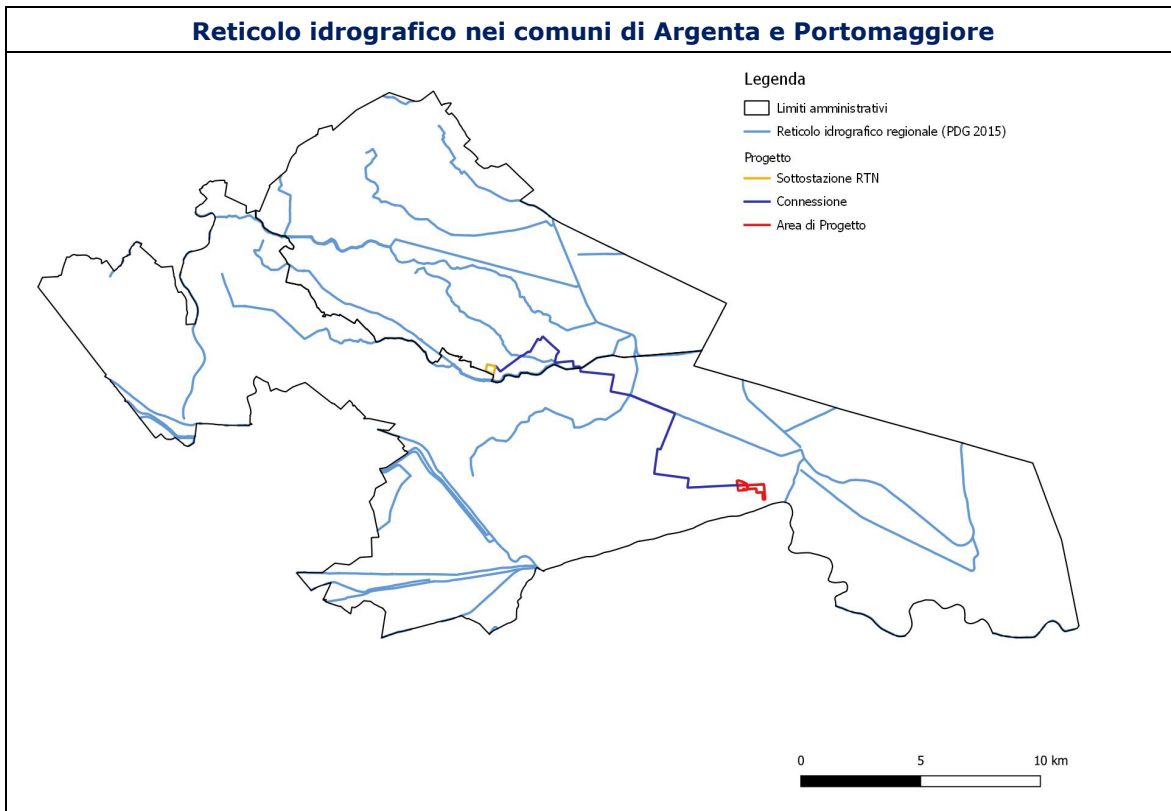 Reticolo idrografico nei comuni di Argenta e Portomaggiore
Legenda
Limiti amministrativi
Reticolo idrografico regionale (PDG 2015)
Progetto
Sottostazione RTN
Connessione
Area di Progetto
0 5 10 km